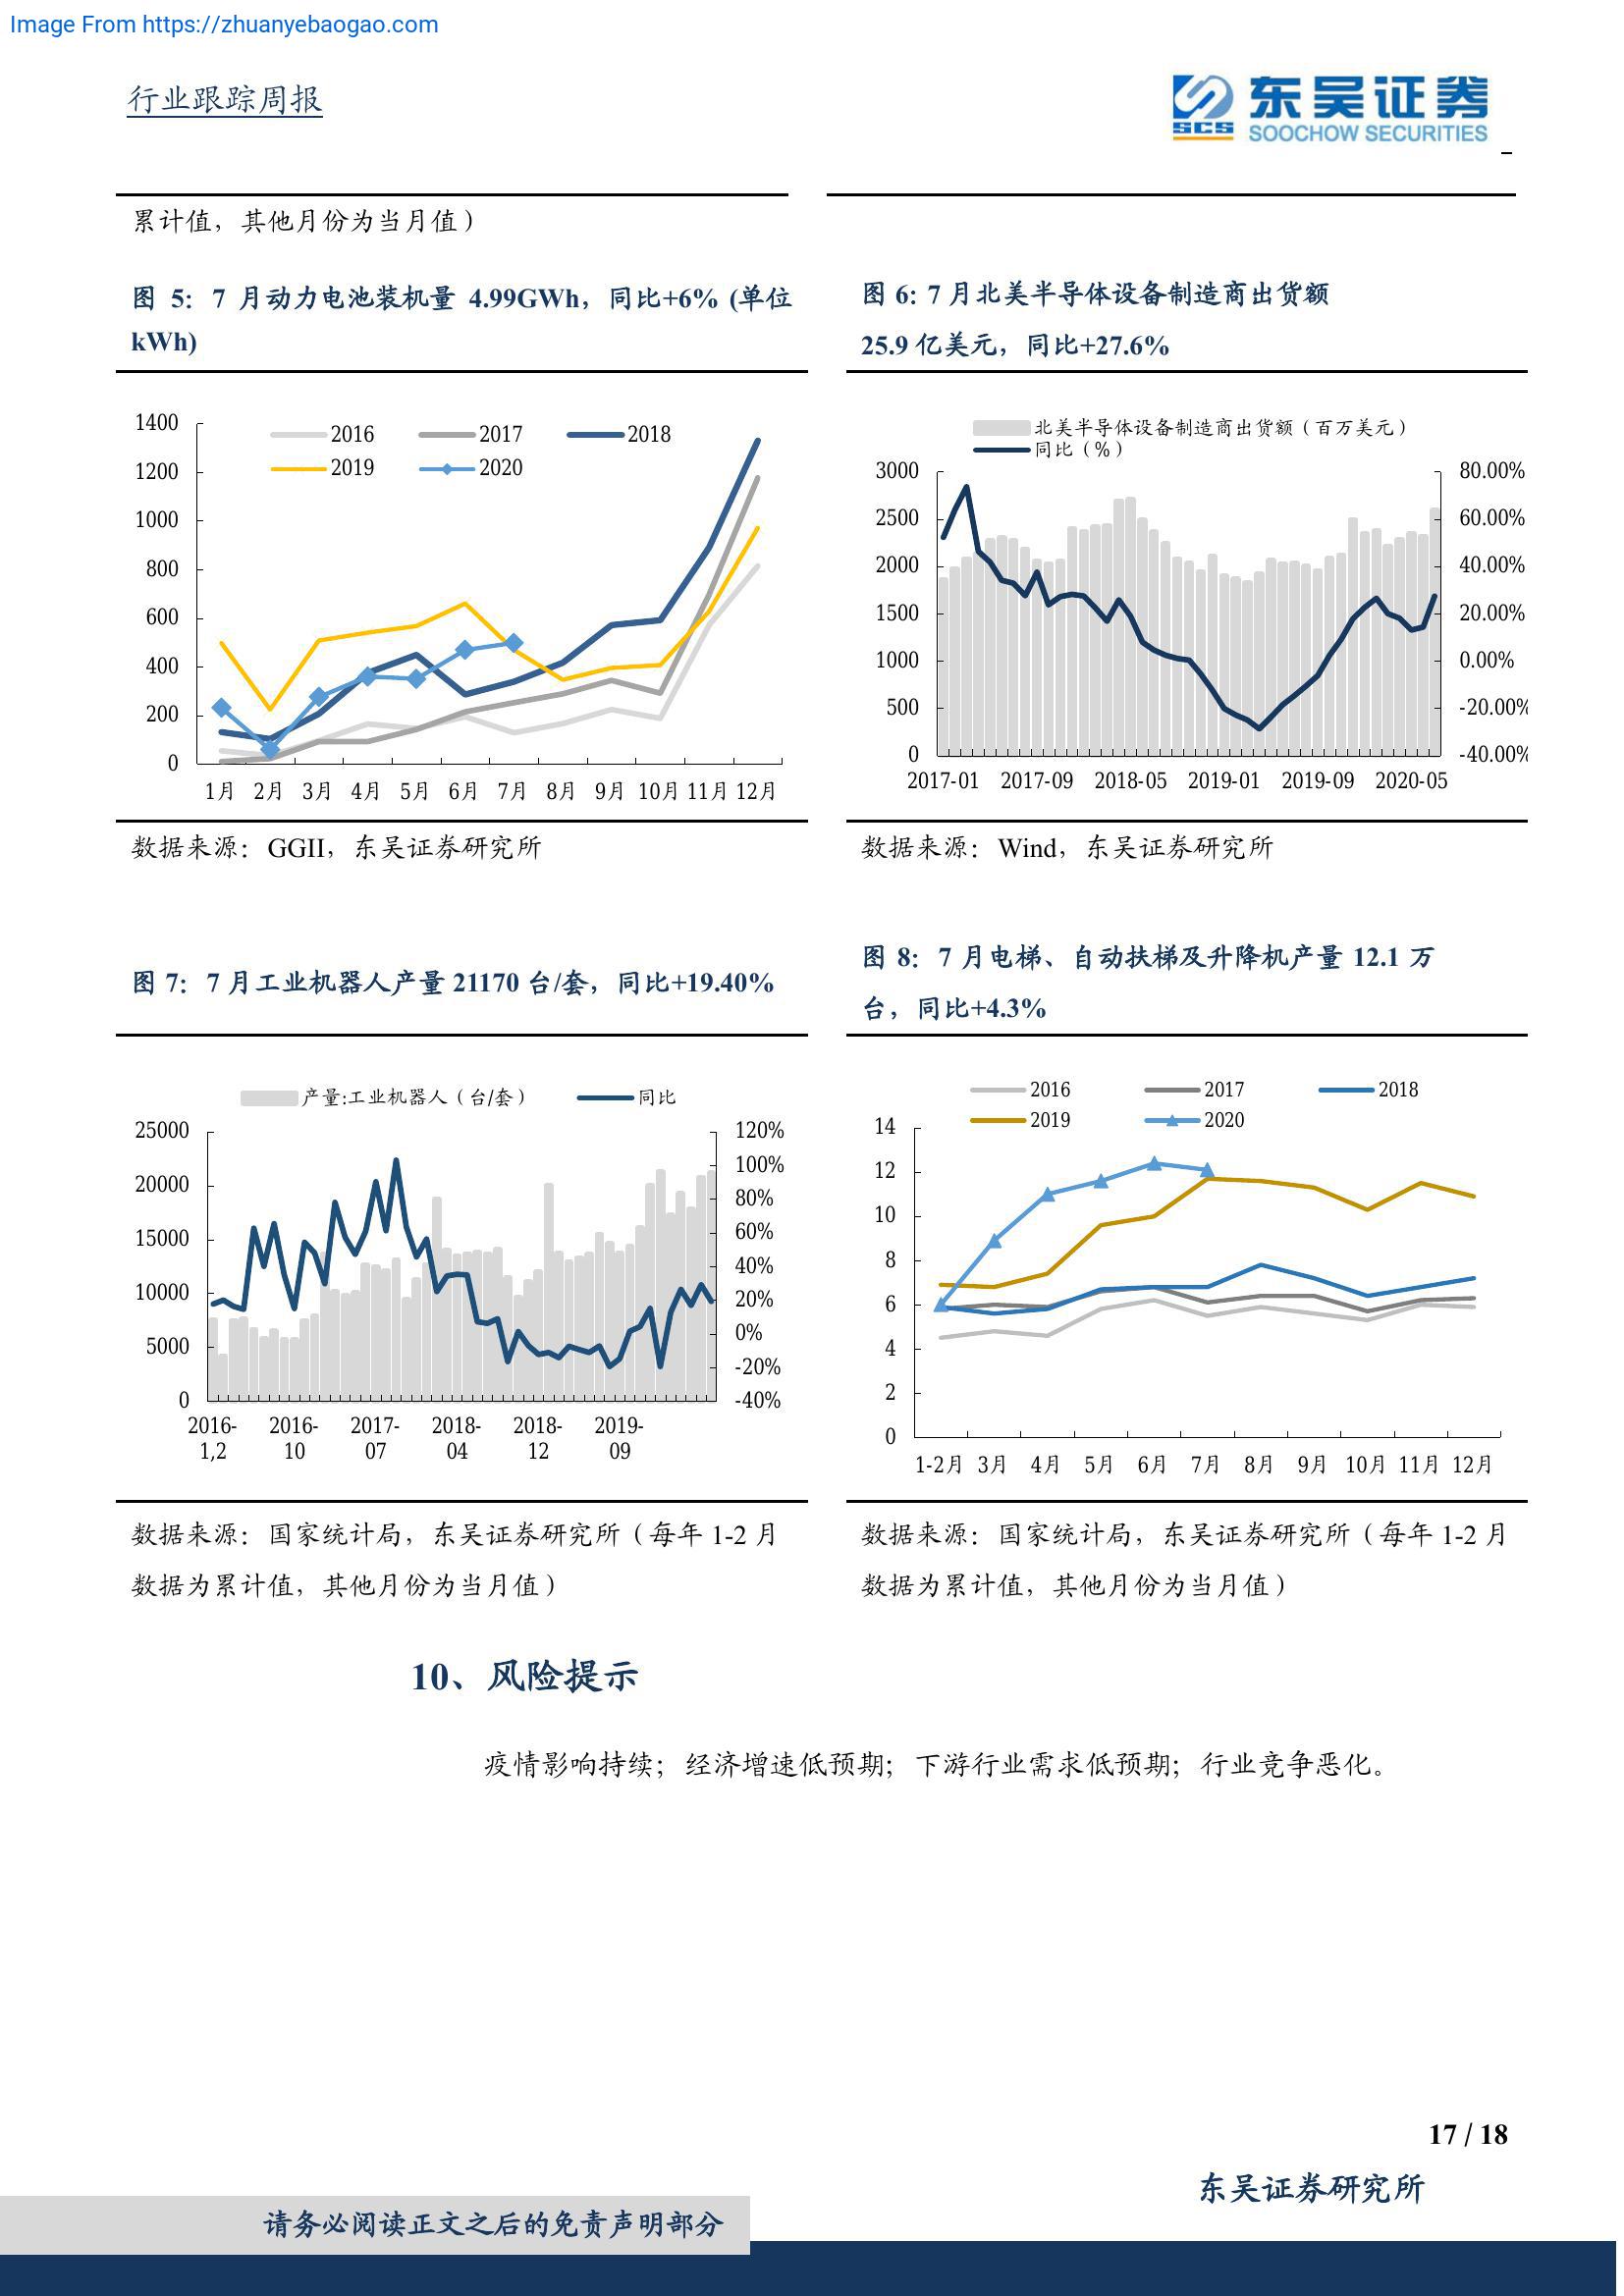 Image From https://zhuanyebaogao.com
行业跟踪周报
SCS
东吴证券
SOOCHOW SECURITIES
累计值，其他月份为当月值）
图 5：7 月动力电池装机量 4.99GWh，同比+6% (单位
kWh)
1400
1200
1000
800
600
400
200
0
2016
2017
2018
2019
2020
1月 2月 3月 4月 5月 6月 7月 8月 9月 10月 11月 12月
数据来源：GGII，东吴证券研究所
图 6: 7 月北美半导体设备制造商出货额
25.9 亿美元，同比+27.6%
北美半导体设备制造商出货额（百万美元）
同比（%）
3000
2500
2000
1500
1000
500
0
80.00%
60.00%
40.00%
20.00%
0.00%
-20.00%
-40.00%
2017-01 2017-09 2018-05 2019-01 2019-09 2020-05
数据来源：Wind，东吴证券研究所
图 7：7 月工业机器人产量 21170 台/套，同比+19.40%
产量:工业机器人（台/套）
同比
25000
20000
15000
10000
5000
0
120%
100%
80%
60%
40%
20%
0%
-20%
-40%
2016- 2016- 2017- 2018- 2018- 2019-
1,2 10 07 04 12 09
数据来源：国家统计局，东吴证券研究所（每年 1-2 月
数据为累计值，其他月份为当月值）
图 8：7 月电梯、自动扶梯及升降机产量 12.1 万
台，同比+4.3%
2016
2017
2018
2019
2020
14
12
10
8
6
4
2
0
1-2月 3月 4月 5月 6月 7月 8月 9月 10月 11月 12月
数据来源：国家统计局，东吴证券研究所（每年 1-2 月
数据为累计值，其他月份为当月值）
10、风险提示
疫情影响持续；经济增速低预期；下游行业需求低预期；行业竞争恶化。
17 / 18
东吴证券研究所
请务必阅读正文之后的免责声明部分